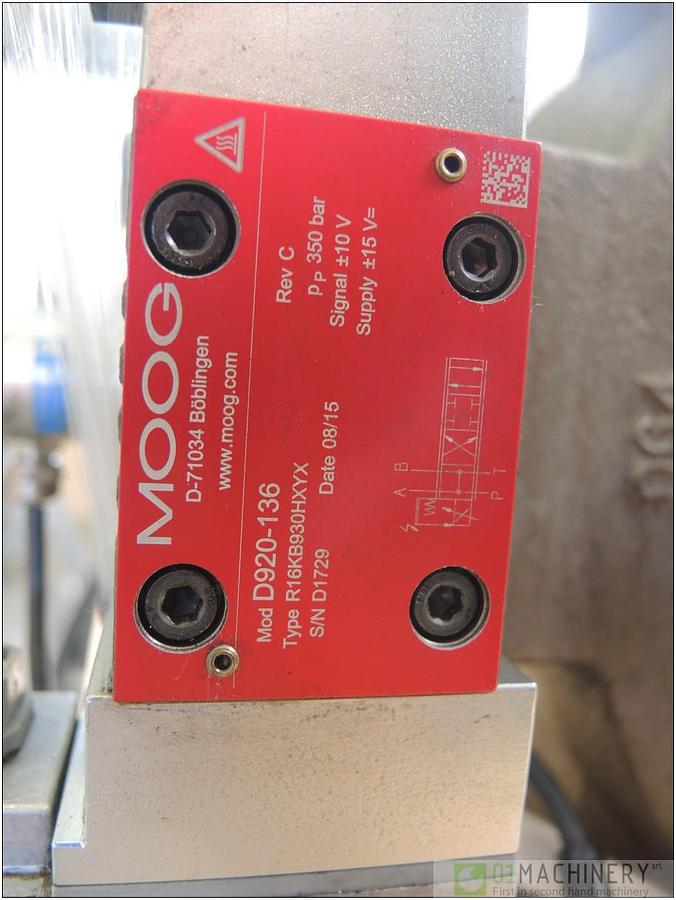 MOOG
D-71034 Böblingen
www.moog.com
Mod D920-136 Rev C
Type R16KB930HXYX pP 350 bar
Signal ±10 V
S/N D1729 Date 08/15 Supply ±15 V=
A B
P T
01MACHINERY srl
First in second hand machinery